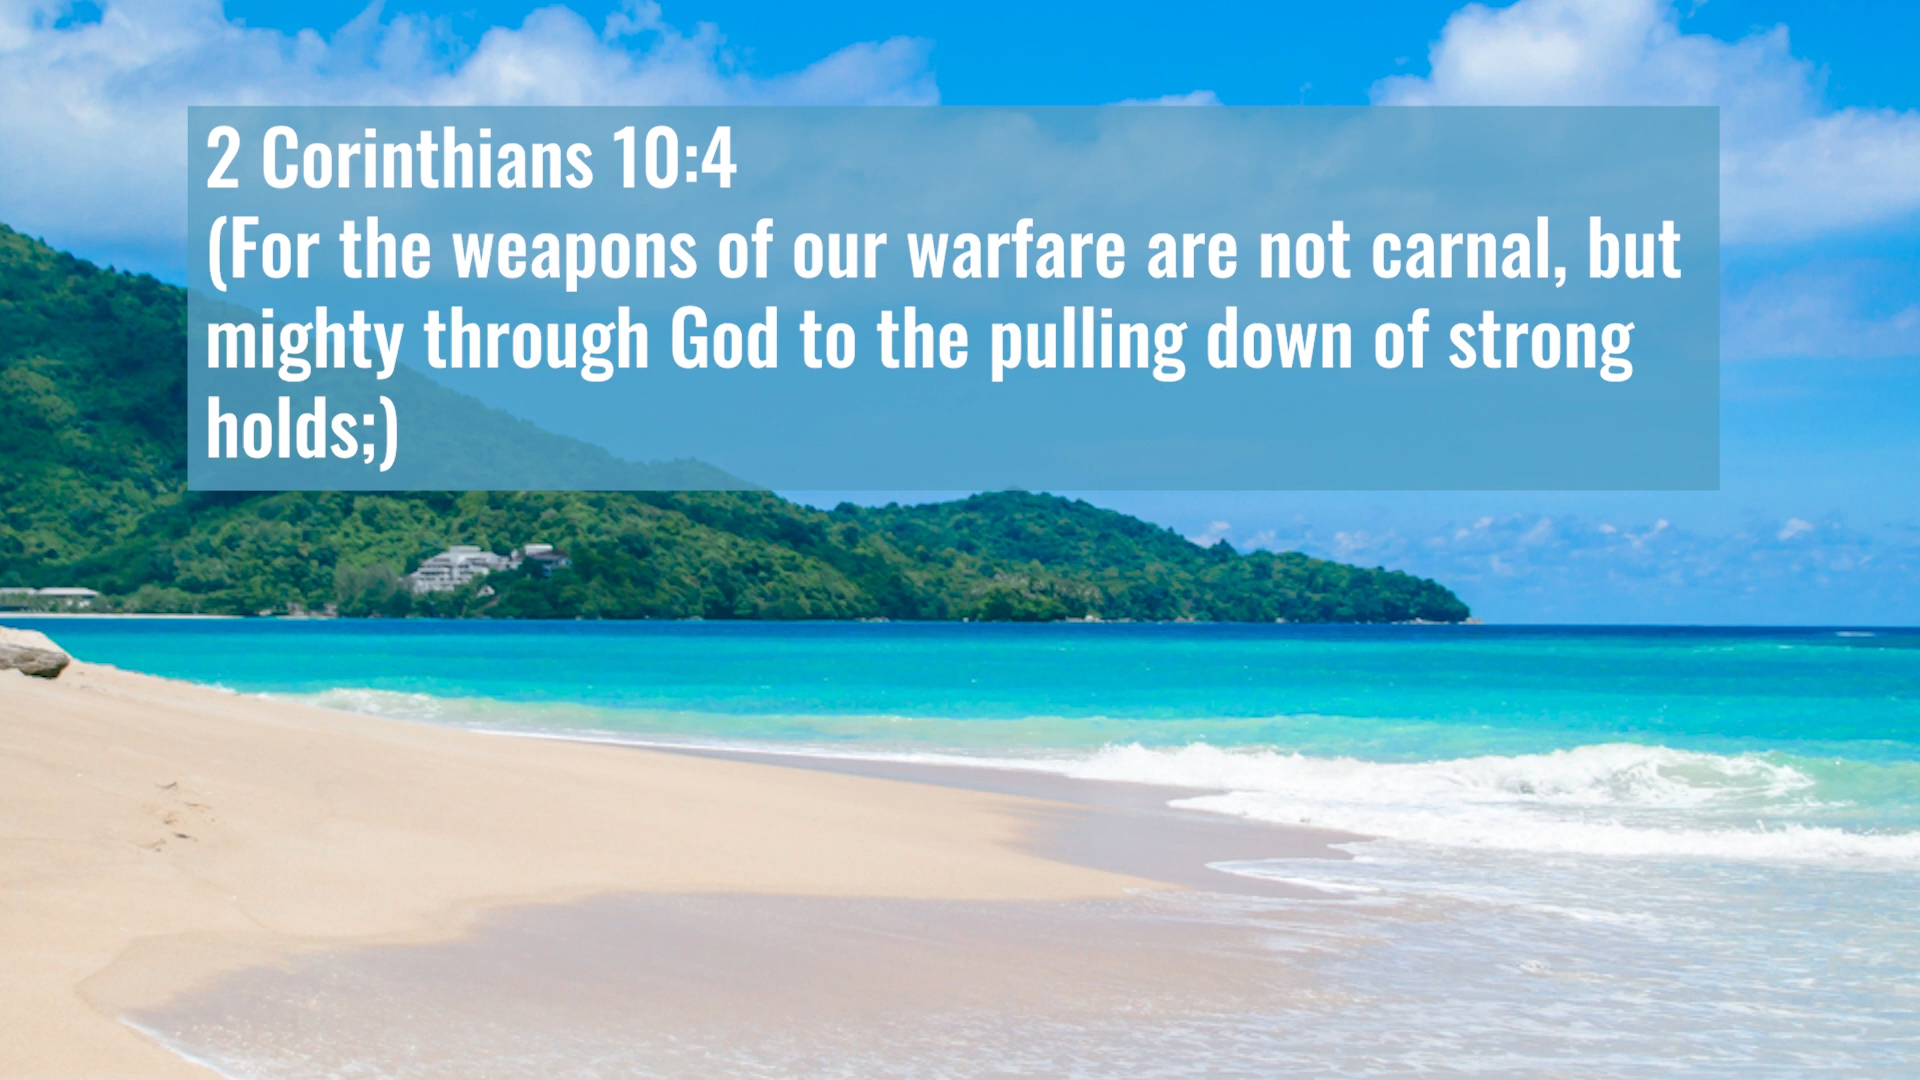 2 Corinthians 10:4
(For the weapons of our warfare are not carnal, but
mighty through God to the pulling down of strong
holds;)